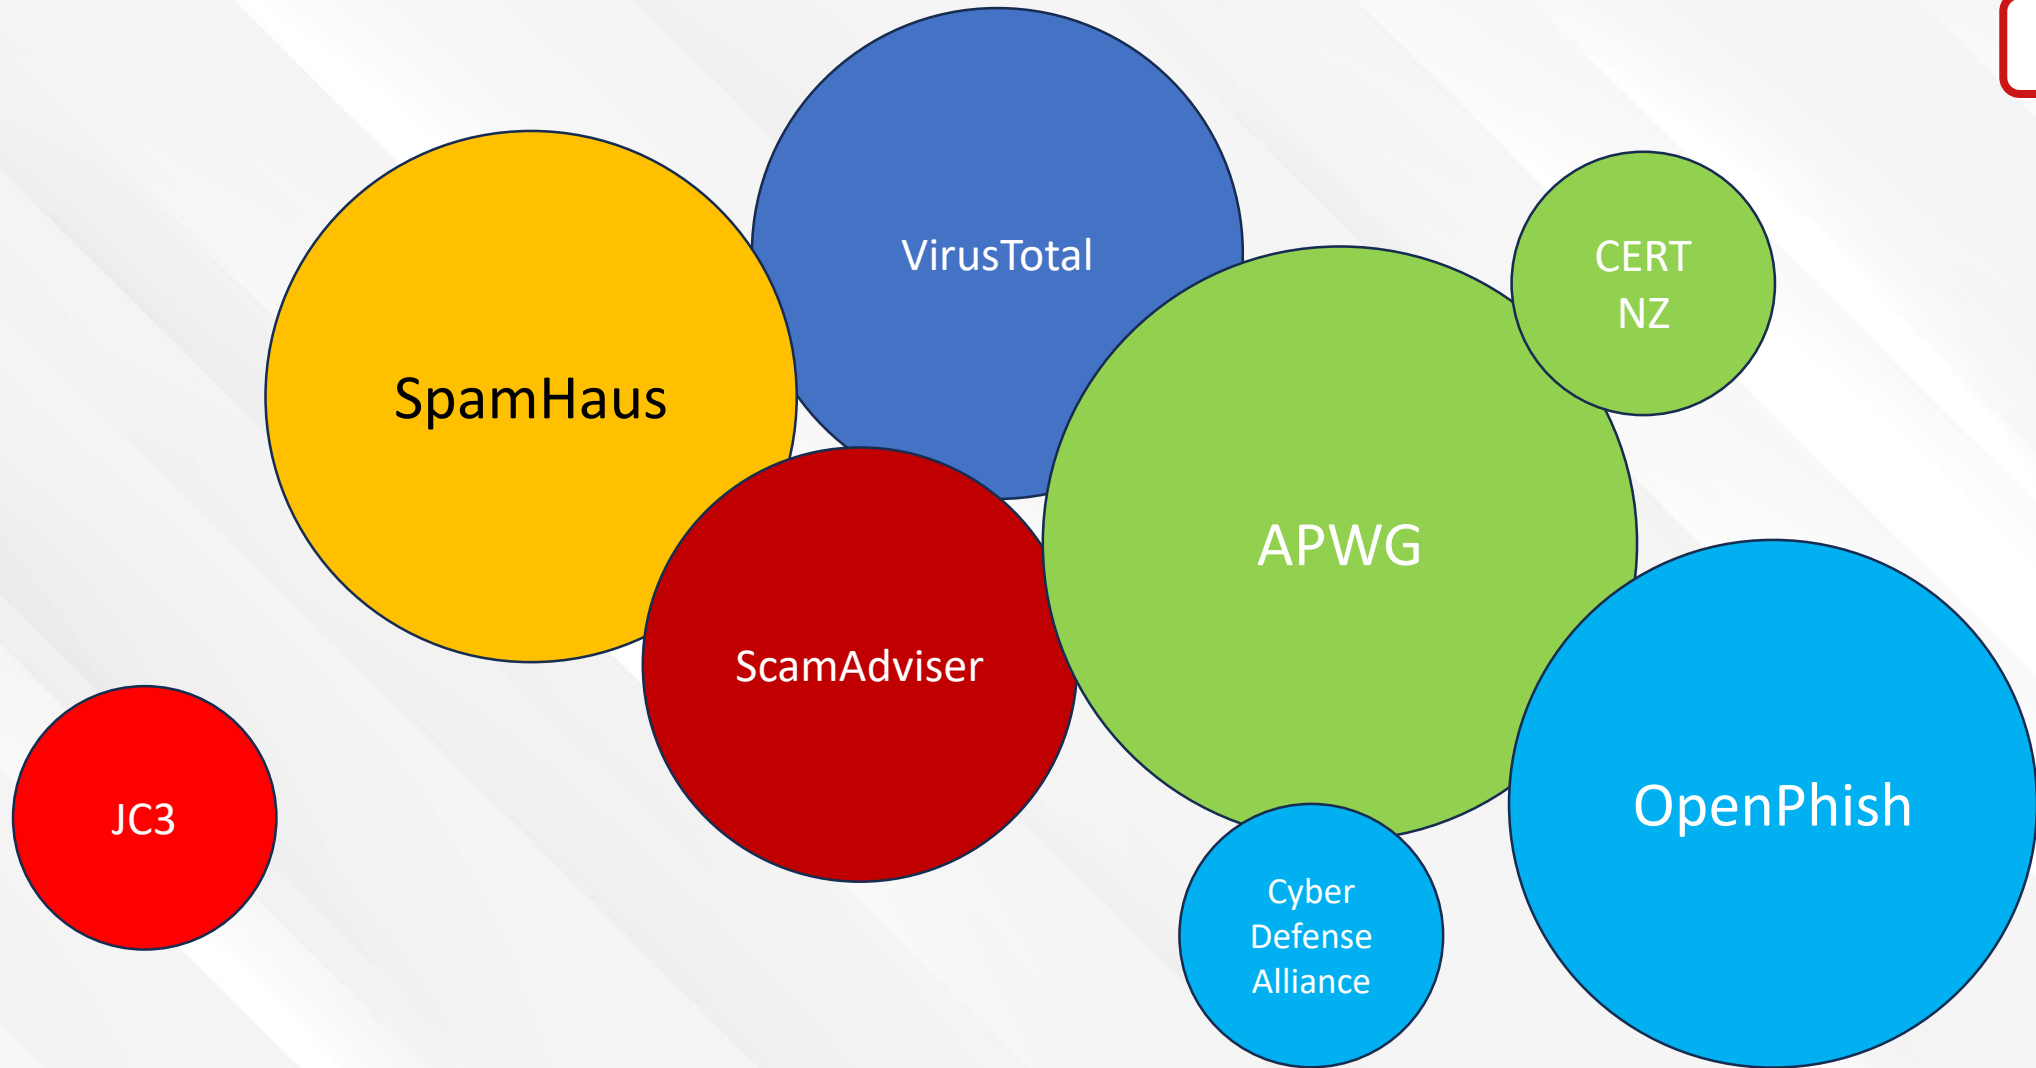 VirusTotal
CERT
NZ
SpamHaus
APWG
ScamAdviser
JC3
OpenPhish
Cyber
Defense
Alliance